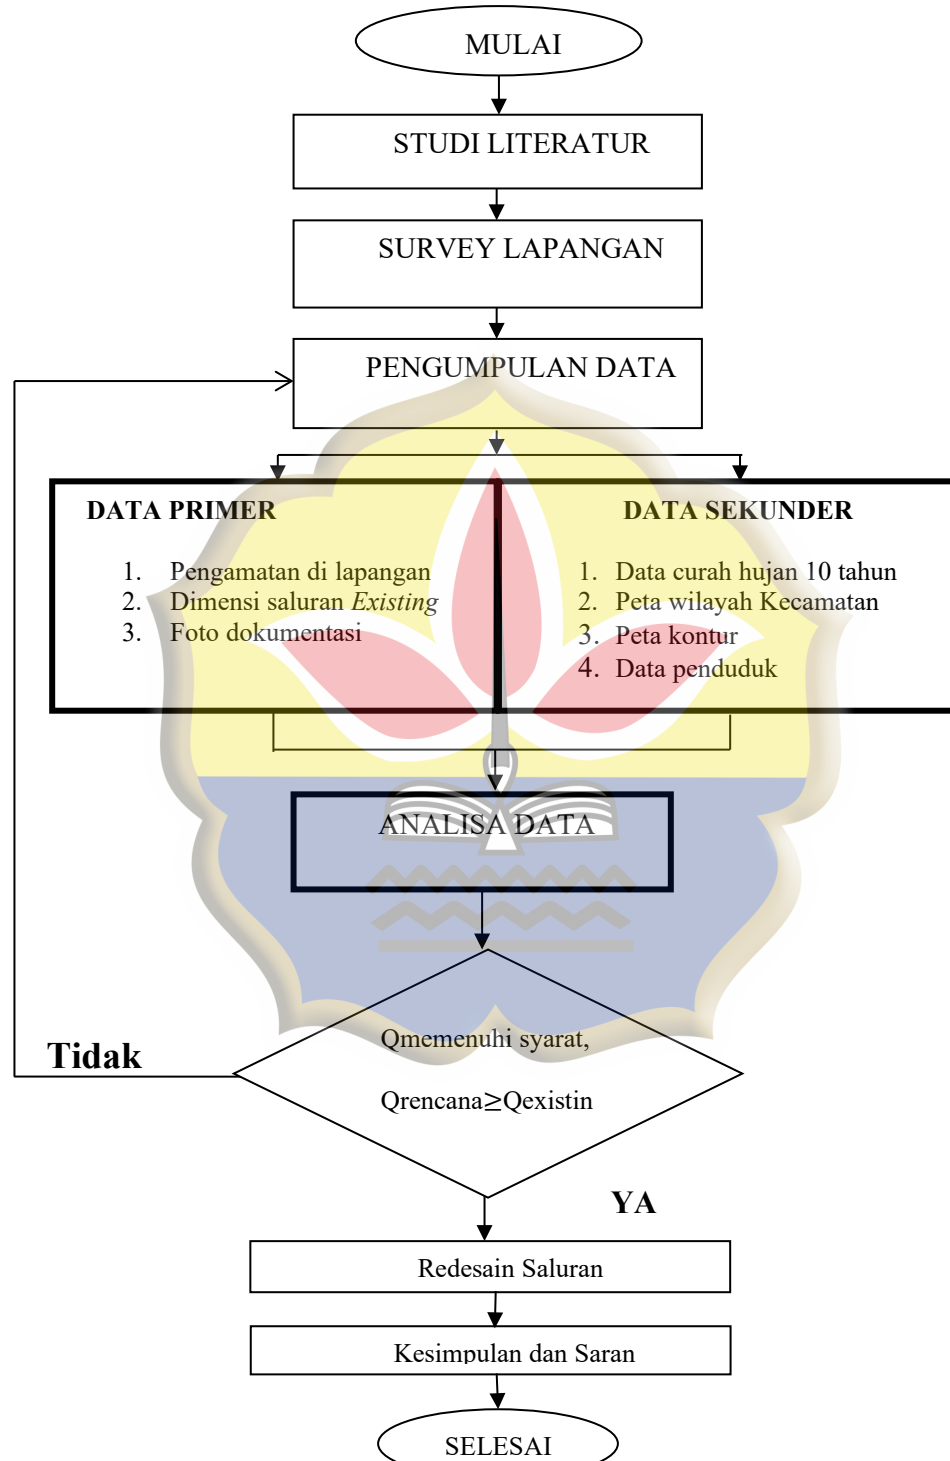 MULAI
STUDI LITERATUR
SURVEY LAPANGAN
PENGUMPULAN DATA
DATA PRIMER
1. Pengamatan di lapangan
2. Dimensi saluran Existing
3. Foto dokumentasi
DATA SEKUNDER
1. Data curah hujan 10 tahun
2. Peta wilayah Kecamatan
3. Peta kontur
4. Data penduduk
ANALISA DATA
Qmemenuhi syarat,
Qrencana≥Qexistin
Tidak
YA
Redesain Saluran
Kesimpulan dan Saran
SELESAI